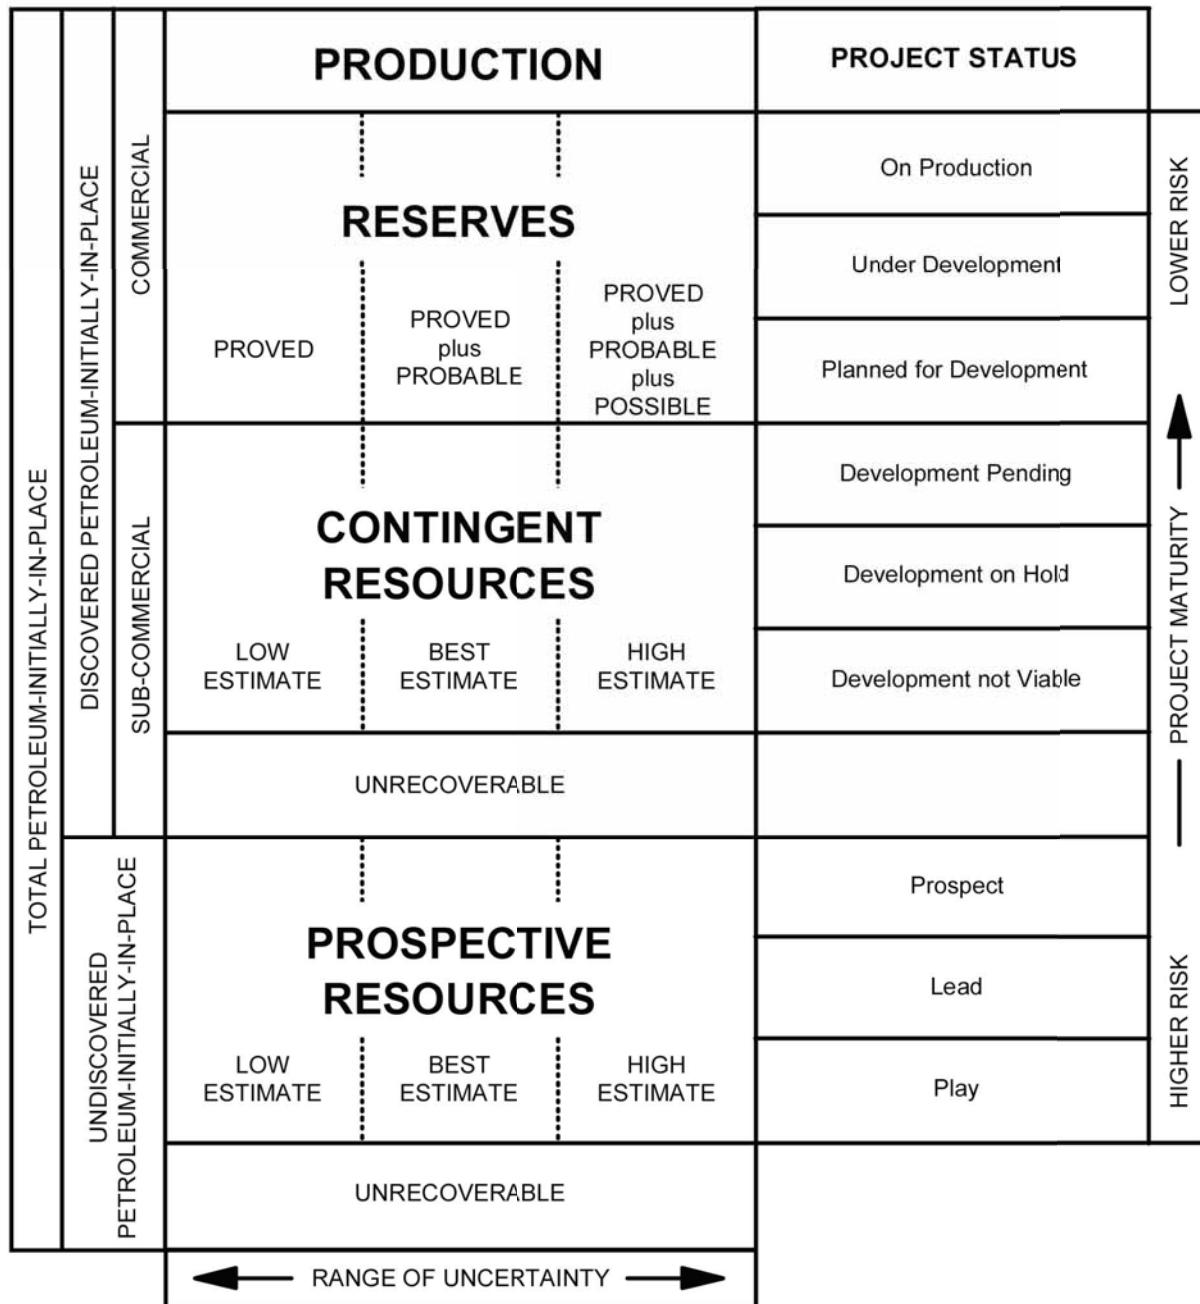 PRODUCTION
PROJECT STATUS
TOTAL PETROLEUM-INITIALLY-IN-PLACE
DISCOVERED PETROLEUM-INITIALLY-IN-PLACE
COMMERCIAL
RESERVES
PROVED
PROVED
plus
PROBABLE
PROVED
plus
PROBABLE
plus
POSSIBLE
On Production
Under Development
Planned for Development
LOWER RISK
SUB-COMMERCIAL
CONTINGENT
RESOURCES
LOW
ESTIMATE
BEST
ESTIMATE
HIGH
ESTIMATE
Development Pending
Development on Hold
Development not Viable
PROJECT MATURITY
UNRECOVERABLE
UNDISCOVERED
PETROLEUM-INITIALLY-IN-PLACE
PROSPECTIVE
RESOURCES
LOW
ESTIMATE
BEST
ESTIMATE
HIGH
ESTIMATE
Prospect
Lead
Play
HIGHER RISK
UNRECOVERABLE
RANGE OF UNCERTAINTY